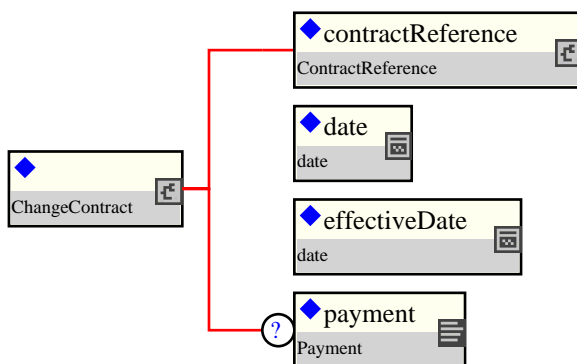 contractReference
ContractReference
date
date
ChangeContract
effectiveDate
date
?
payment
Payment